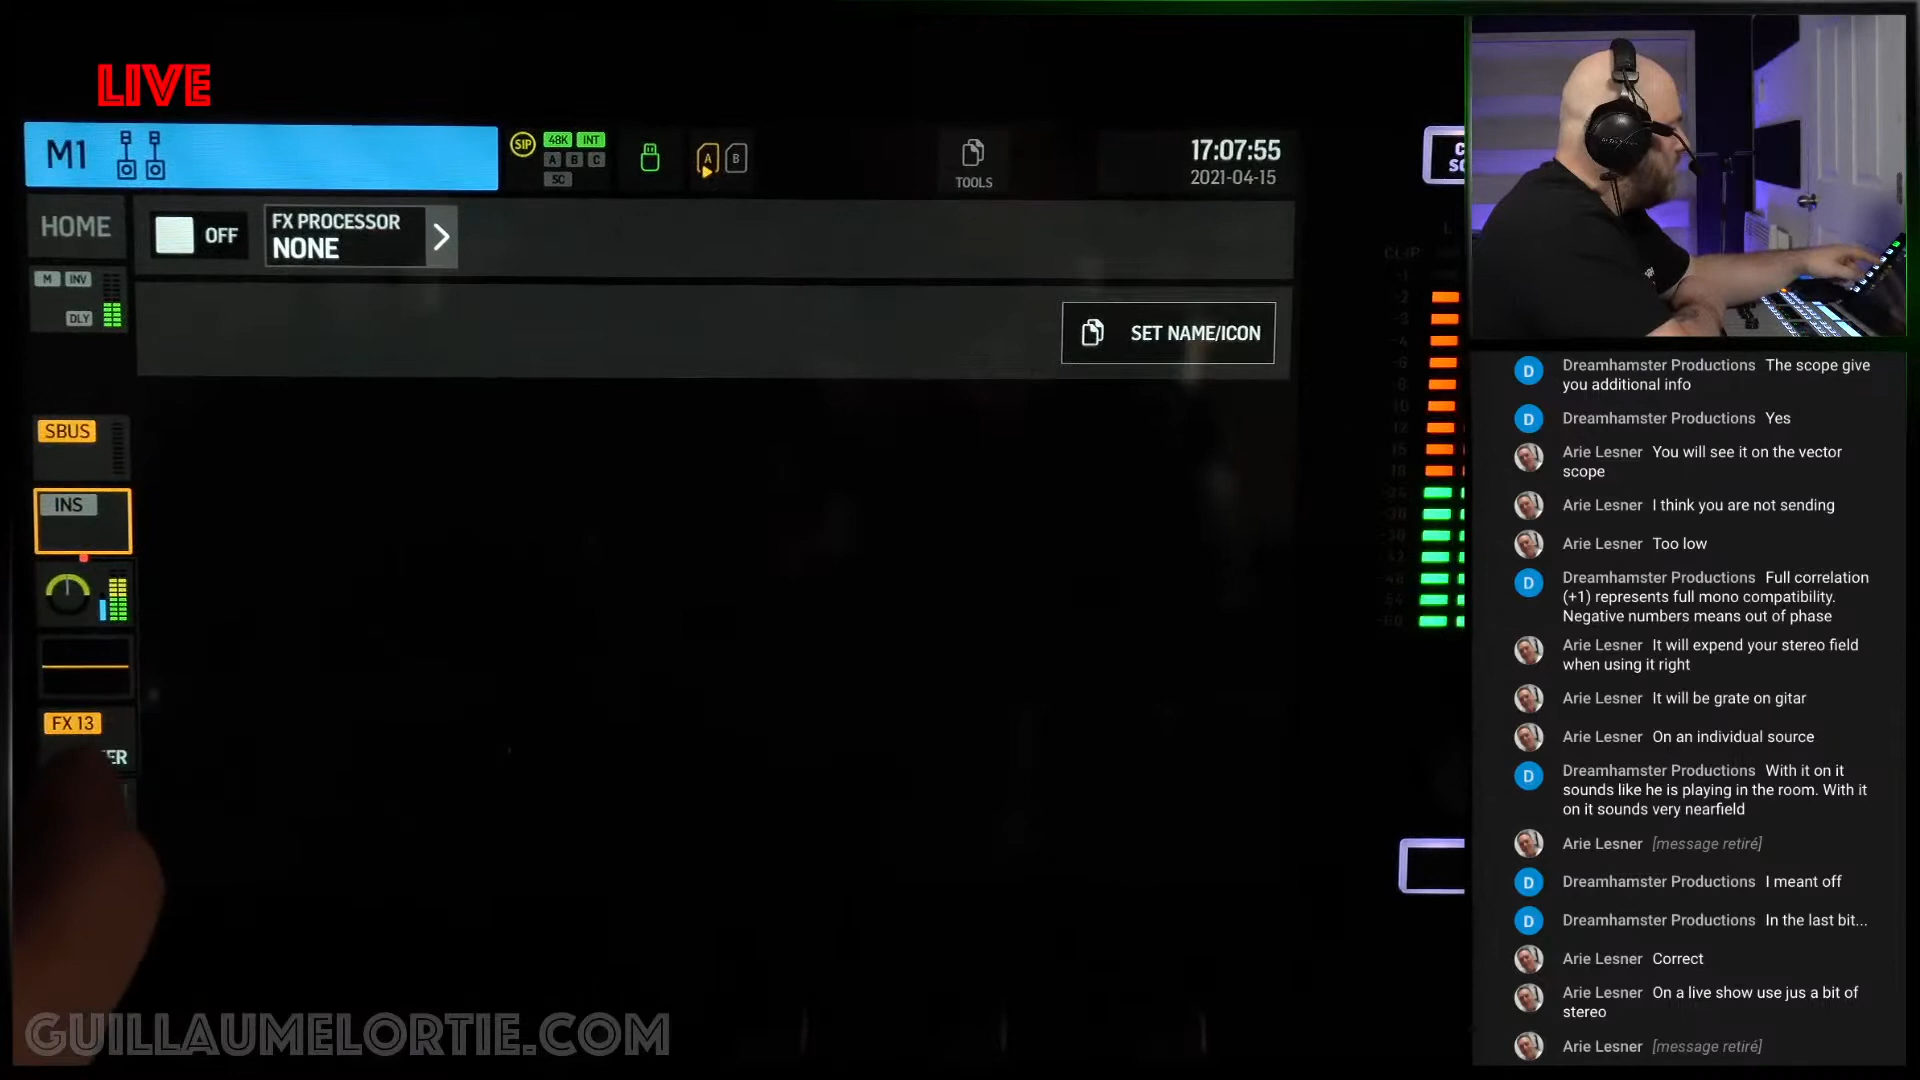 LIVE
M1
SIP
48K INT
A B C
SC
A B
TOOLS
17:07:55
2021-04-15
HOME
OFF
FX PROCESSOR
NONE
M INV
DLY
SET NAME/ICON
SBUS
INS
FX 13
CLIP
GUILLAUMELORTIE.COM
Dreamhamster Productions The scope give
you additional info
Dreamhamster Productions Yes
Arie Lesner You will see it on the vector
scope
Arie Lesner I think you are not sending
Arie Lesner Too low
Dreamhamster Productions Full correlation
(+1) represents full mono compatibility.
Negative numbers means out of phase
Arie Lesner It will expend your stereo field
when using it right
Arie Lesner It will be grate on gitar
Arie Lesner On an individual source
Dreamhamster Productions With it on it
sounds like he is playing in the room. With it
on it sounds very nearfield
Arie Lesner [message retiré]
Dreamhamster Productions I meant off
Dreamhamster Productions In the last bit...
Arie Lesner Correct
Arie Lesner On a live show use jus a bit of
stereo
Arie Lesner [message retiré]